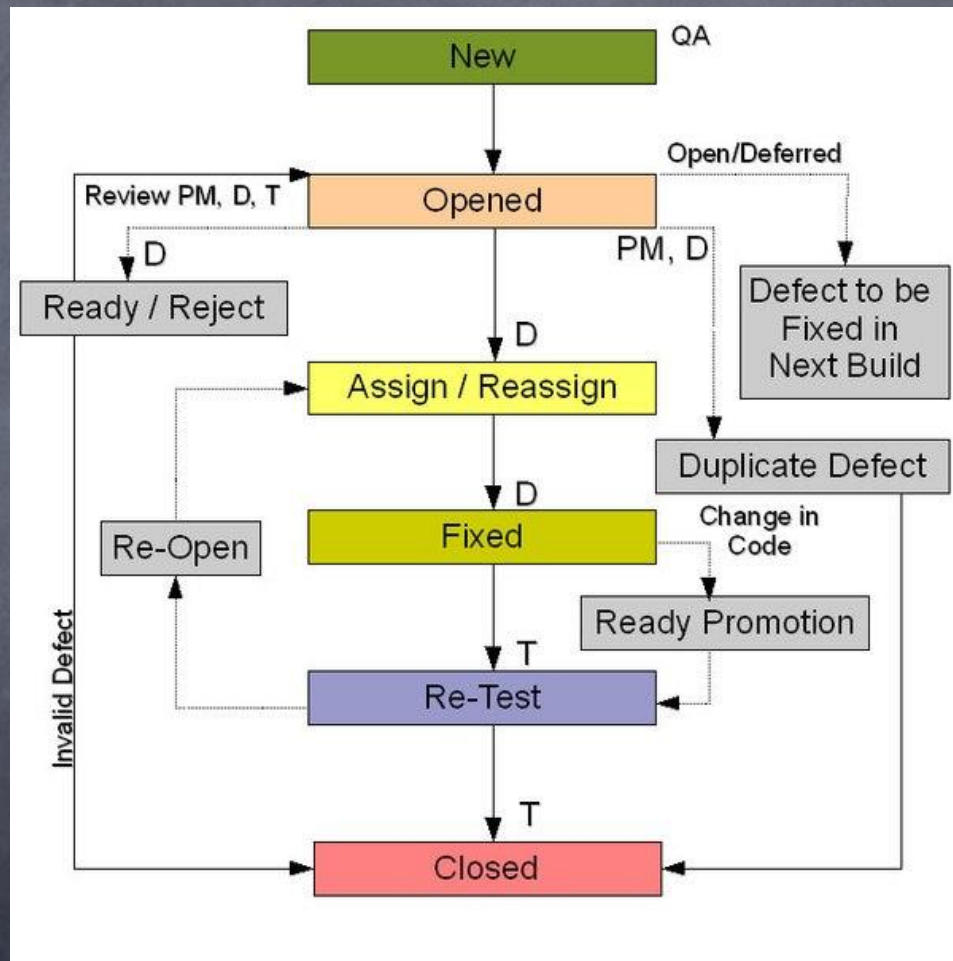 New
QA
Open/Deferred
Review PM, D, T
Opened
D
PM, D
Ready / Reject
Defect to be
Fixed in
Next Build
D
Assign / Reassign
Duplicate Defect
D
Change in
Code
Fixed
Re-Open
Ready Promotion
Invalid Defect
T
Re-Test
T
Closed